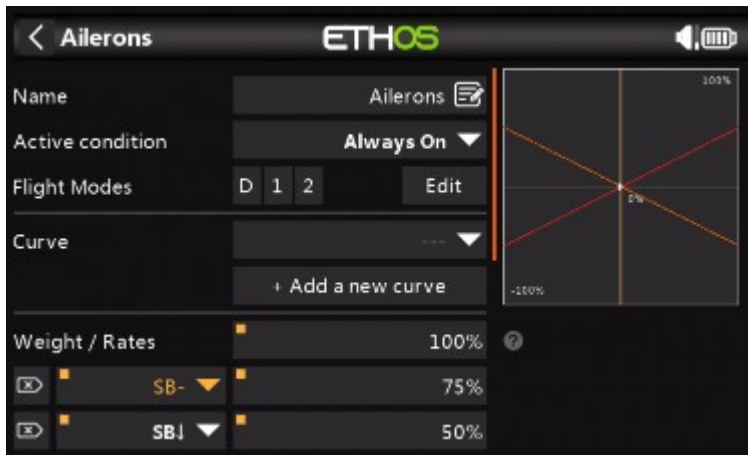 Ailerons
ETHOS
Name Ailerons
Active condition Always On
Flight Modes D 1 2 Edit
Curve ---
+ Add a new curve
Weight / Rates 100%
SB- 75%
SB↓ 50%
100%
0%
-100%
?